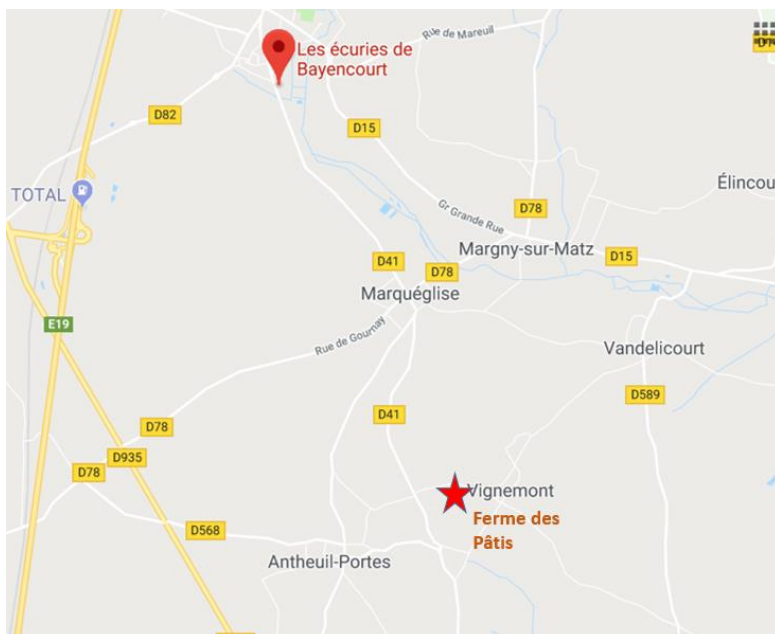 Les écuries de
Bayencourt
Rue de Mareuil
D82
D15
TOTAL
Élincou
Gr Grande Rue
D78
Margny-sur-Matz
D15
D41
D78
Marquéglise
E19
Rue de Gournay
Vandelicourt
D589
D41
D78
D935
D78
Vignemont
Ferme des
Pâtis
D568
Antheuil-Portes